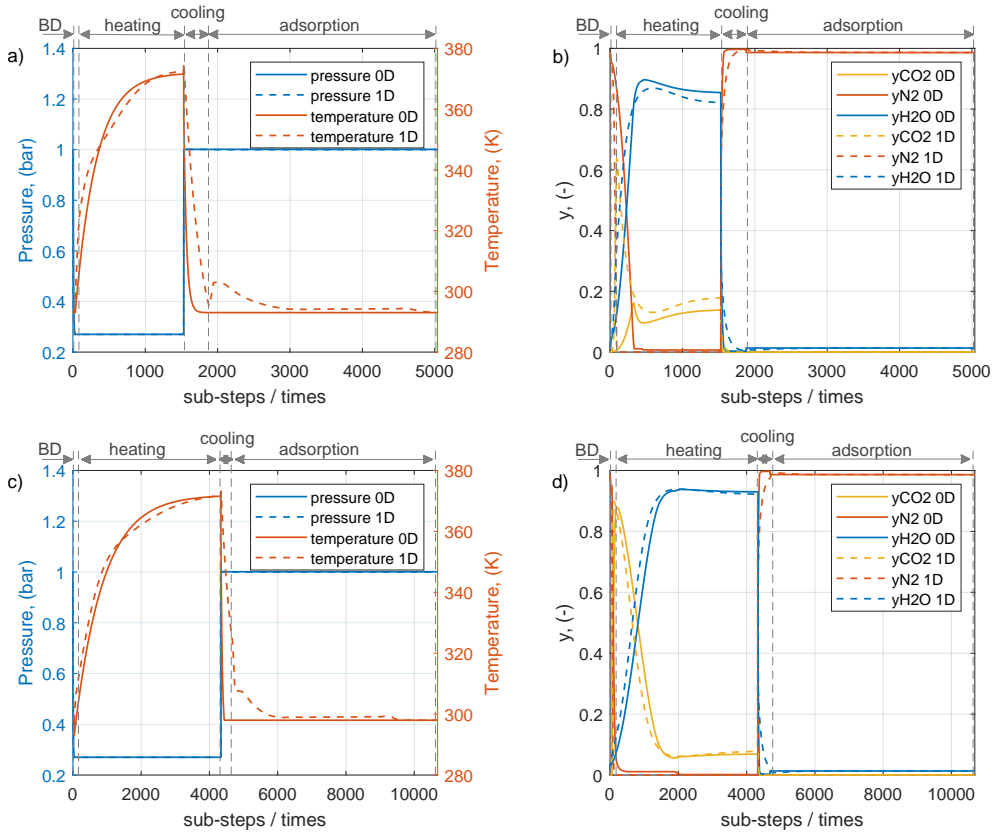 cooling
BD heating adsorption
a)
1.4
1.2
1
0.8
0.6
0.4
0.2
Pressure, (bar)
380
360
340
320
300
280
Temperature, (K)
pressure 0D
pressure 1D
temperature 0D
temperature 1D
0 1000 2000 3000 4000 5000
sub-steps / times
cooling
BD heating adsorption
b)
1
0.8
0.6
0.4
0.2
0
y, (-)
yCO2 0D
yN2 0D
yH2O 0D
yCO2 1D
yN2 1D
yH2O 1D
0 1000 2000 3000 4000 5000
sub-steps / times
cooling
BD heating adsorption
c)
1.4
1.2
1
0.8
0.6
0.4
0.2
Pressure, (bar)
380
360
340
320
300
280
Temperature, (K)
pressure 0D
pressure 1D
temperature 0D
temperature 1D
0 2000 4000 6000 8000 10000
sub-steps / times
cooling
BD heating adsorption
d)
1
0.8
0.6
0.4
0.2
0
y, (-)
yCO2 0D
yN2 0D
yH2O 0D
yCO2 1D
yN2 1D
yH2O 1D
0 2000 4000 6000 8000 10000
sub-steps / times